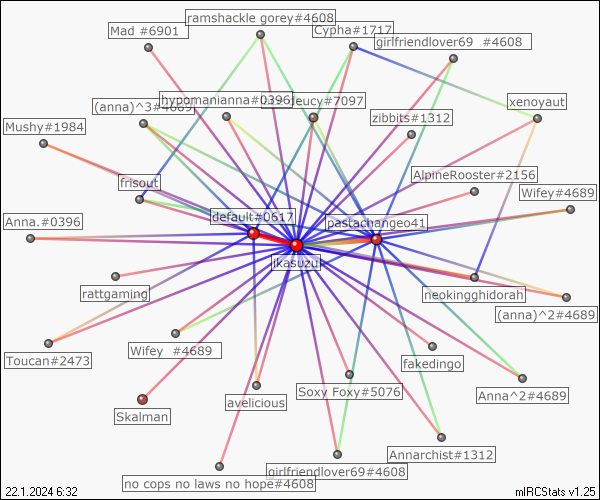 ramshackle gorey#4608
Mad #6901
Cypha#1717
girlfriendlover69 #4608
hypomanianna#0396
deucy#7097
(anna)^3#4689
xenoyaut
Mushy#1984
zibbits#1312
frisout
AlpineRooster#2156
Wifey#4689
Anna.#0396
default#0617
pastachangeo41
ikasuzu
rattgaming
neokingghidorah
(anna)^2#4689
Toucan#2473
Wifey #4689
fakedingo
Soxy Foxy#5076
Anna^2#4689
avelicious
Skalman
Annarchist#1312
girlfriendlover69#4608
no cops no laws no hope#4608
22.1.2024 6:32
mIRCStats v1.25